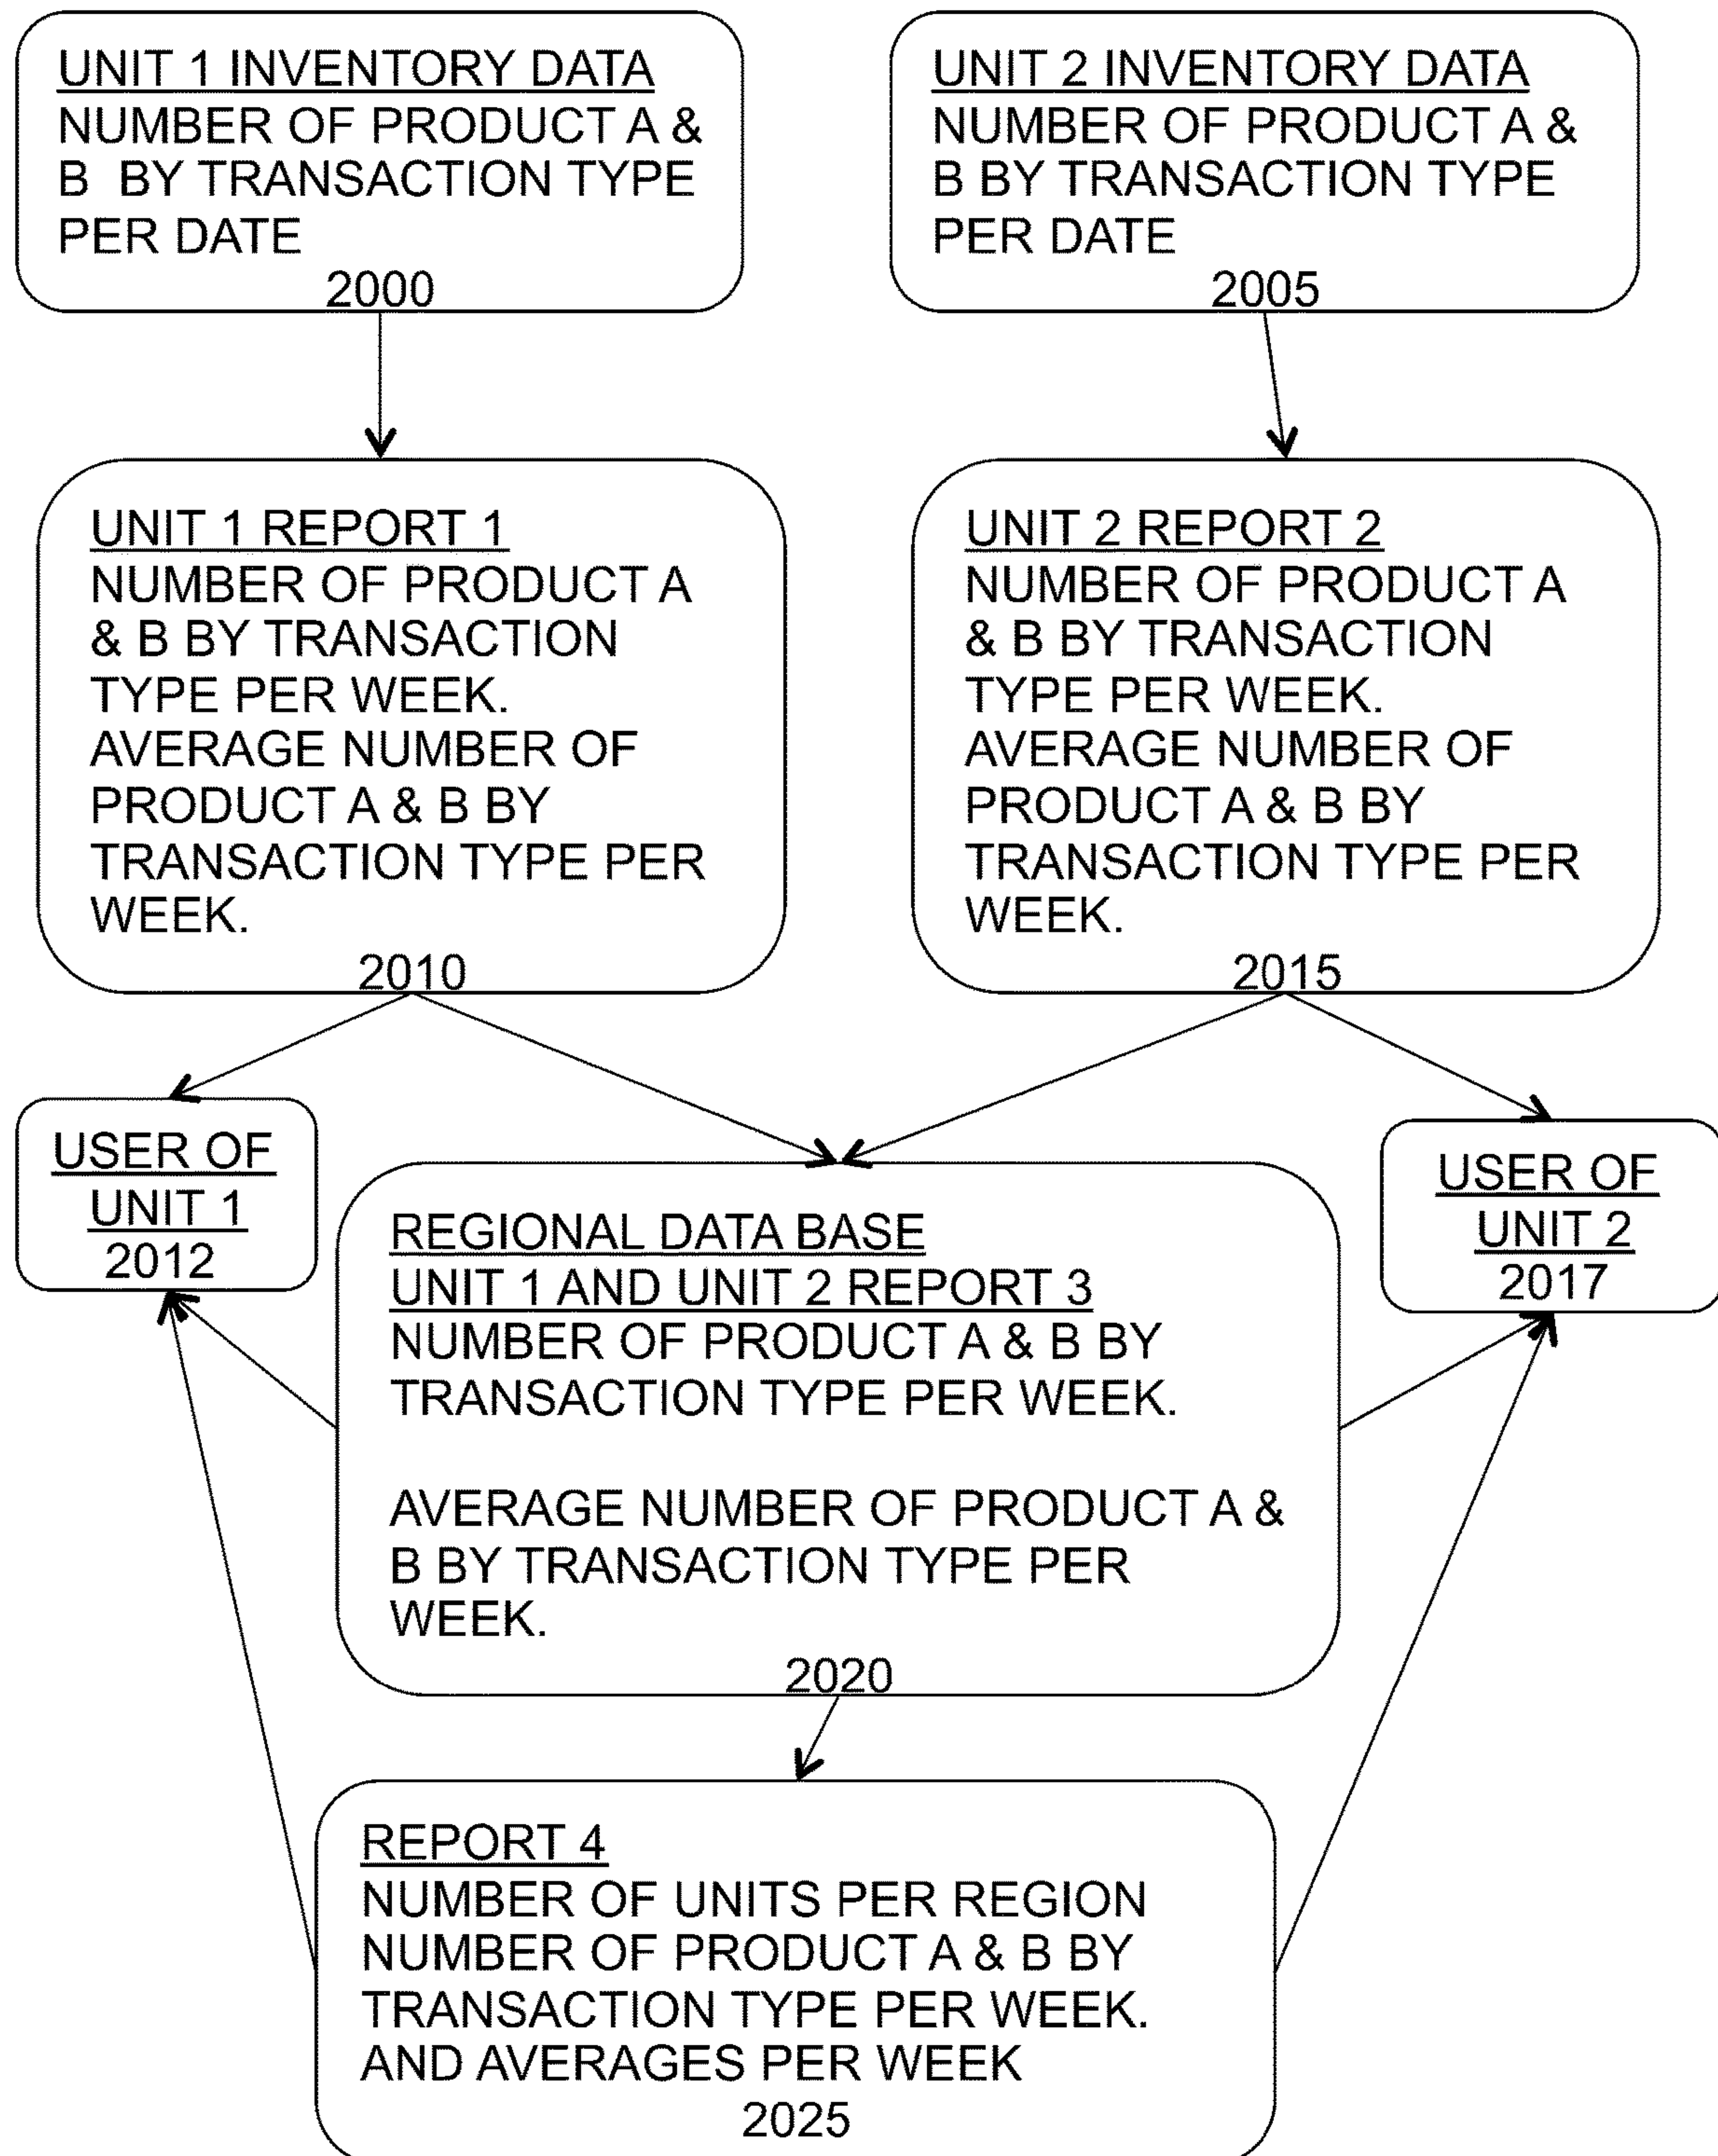 UNIT 1 INVENTORY DATA
NUMBER OF PRODUCT A &
B BY TRANSACTION TYPE
PER DATE
2000
UNIT 2 INVENTORY DATA
NUMBER OF PRODUCT A &
B BY TRANSACTION TYPE
PER DATE
2005
UNIT 1 REPORT 1
NUMBER OF PRODUCT A
& B BY TRANSACTION
TYPE PER WEEK.
AVERAGE NUMBER OF
PRODUCT A & B BY
TRANSACTION TYPE PER
WEEK.
2010
UNIT 2 REPORT 2
NUMBER OF PRODUCT A
& B BY TRANSACTION
TYPE PER WEEK.
AVERAGE NUMBER OF
PRODUCT A & B BY
TRANSACTION TYPE PER
WEEK.
2015
USER OF
UNIT 1
2012
REGIONAL DATA BASE
UNIT 1 AND UNIT 2 REPORT 3
NUMBER OF PRODUCT A & B BY
TRANSACTION TYPE PER WEEK.
AVERAGE NUMBER OF PRODUCT A &
B BY TRANSACTION TYPE PER
WEEK.
2020
USER OF
UNIT 2
2017
REPORT 4
NUMBER OF UNITS PER REGION
NUMBER OF PRODUCT A & B BY
TRANSACTION TYPE PER WEEK.
AND AVERAGES PER WEEK
2025